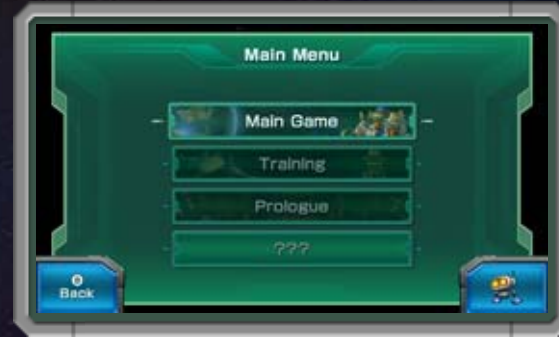 Main Menu
Main Game
Training
Prologue
???
B
Back